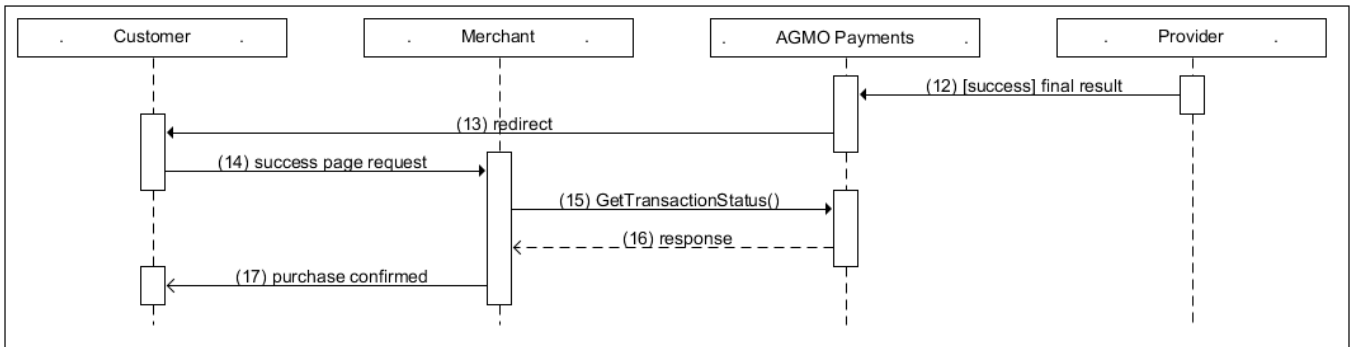 . Customer .
. Merchant .
. AGMO Payments .
. Provider .
(12) [success] final result
(13) redirect
(14) success page request
(15) GetTransactionStatus()
(16) response
(17) purchase confirmed